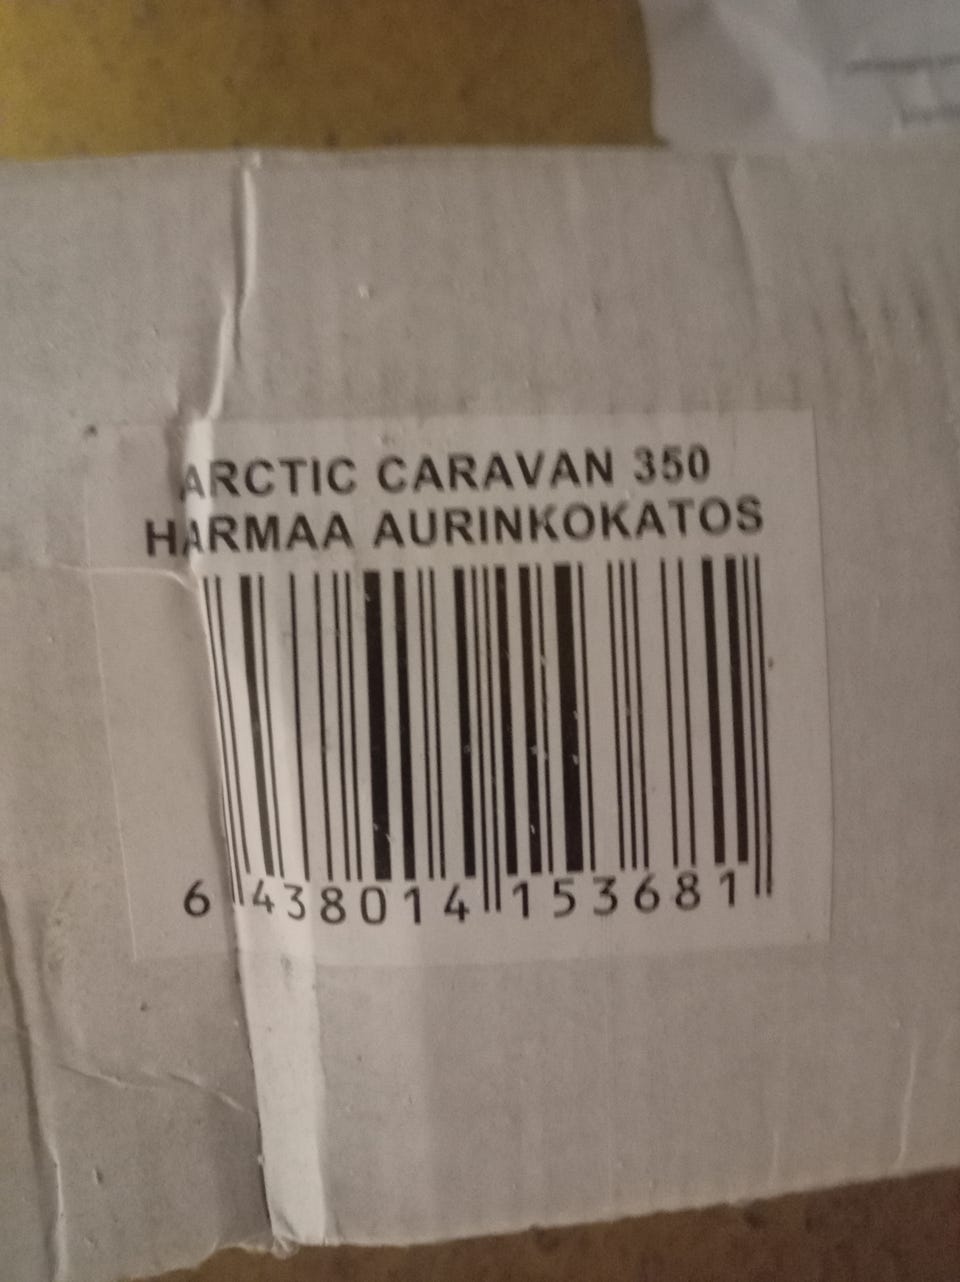 ARCTIC CARAVAN 350
HARMAA AURINKOKATOS
6 438014 153681